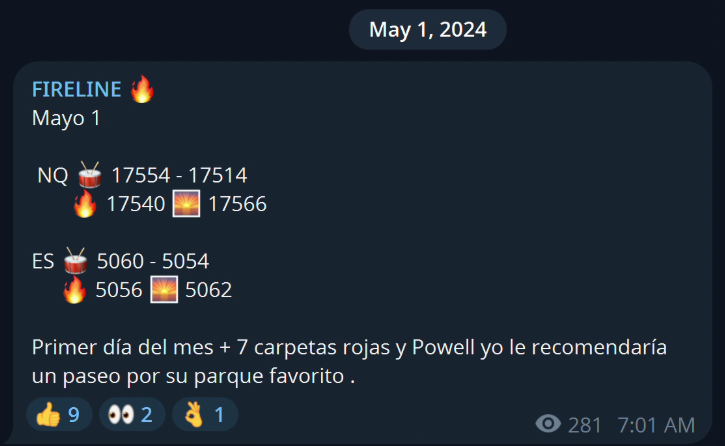 May 1, 2024
FIRELINE 🔥
Mayo 1
NQ 🥁 17554 - 17514
🔥 17540 🌅 17566
ES 🥁 5060 - 5054
🔥 5056 🌅 5062
Primer día del mes + 7 carpetas rojas y Powell yo le recomendaría
un paseo por su parque favorito .
👍 9 👀 2 👌 1 281 7:01 AM